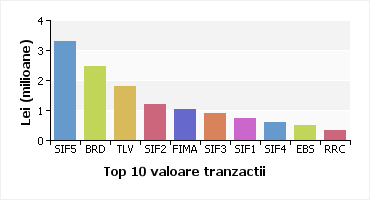 Lei (milioane)
4
3
2
1
0
SIF5 BRD TLV SIF2 FIMA SIF3 SIF1 SIF4 EBS RRC
Top 10 valoare tranzactii